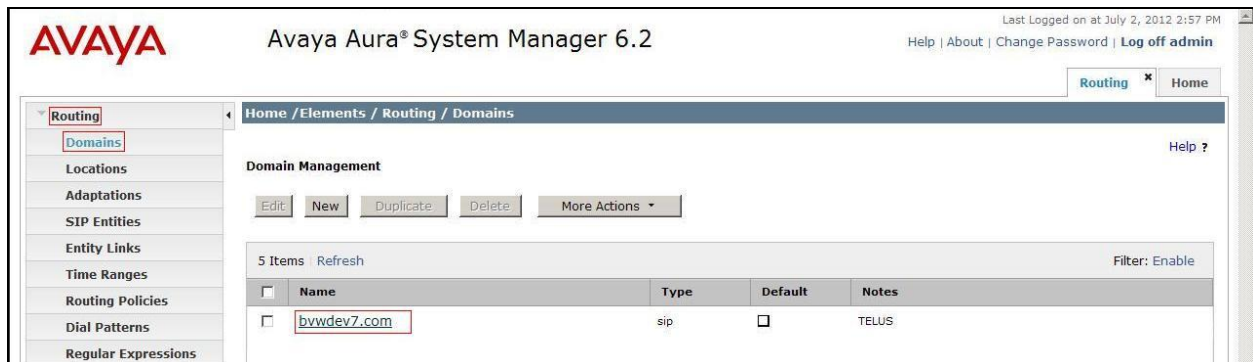 Last Logged on at July 2, 2012 2:57 PM
AVAYA
Avaya Aura® System Manager 6.2
Help | About | Change Password | Log off admin
Routing × Home
Routing
Domains
Locations
Adaptations
SIP Entities
Entity Links
Time Ranges
Routing Policies
Dial Patterns
Regular Expressions
Home /Elements / Routing / Domains
Help ?
Domain Management
Edit New Duplicate Delete More Actions
5 Items | Refresh Filter: Enable
Name Type Default Notes
bvwdev7.com sip TELUS